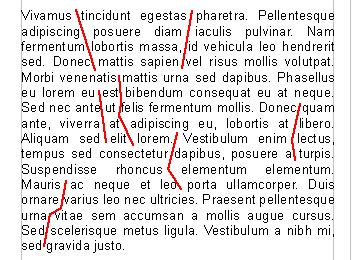 Vivamus tincidunt egestas pharetra. Pellentesque
adipiscing posuere diam iaculis pulvinar. Nam
fermentum lobortis massa, id vehicula leo hendrerit
sed. Donec mattis sapien vel risus mollis volutpat.
Morbi venenatis mattis urna sed dapibus. Phasellus
eu lorem eu est bibendum consequat eu at neque.
Sed nec ante ut felis fermentum mollis. Donec quam
ante, viverra at adipiscing eu, lobortis at libero.
Aliquam sed elit lorem. Vestibulum enim lectus,
tempus sed consectetur dapibus, posuere a turpis.
Suspendisse rhoncus elementum elementum.
Mauris ac neque et leo porta ullamcorper. Duis
ornare varius leo nec ultricies. Praesent pellentesque
urna vitae sem accumsan a mollis augue cursus.
Sed scelerisque metus ligula. Vestibulum a nibh mi,
sed gravida justo.